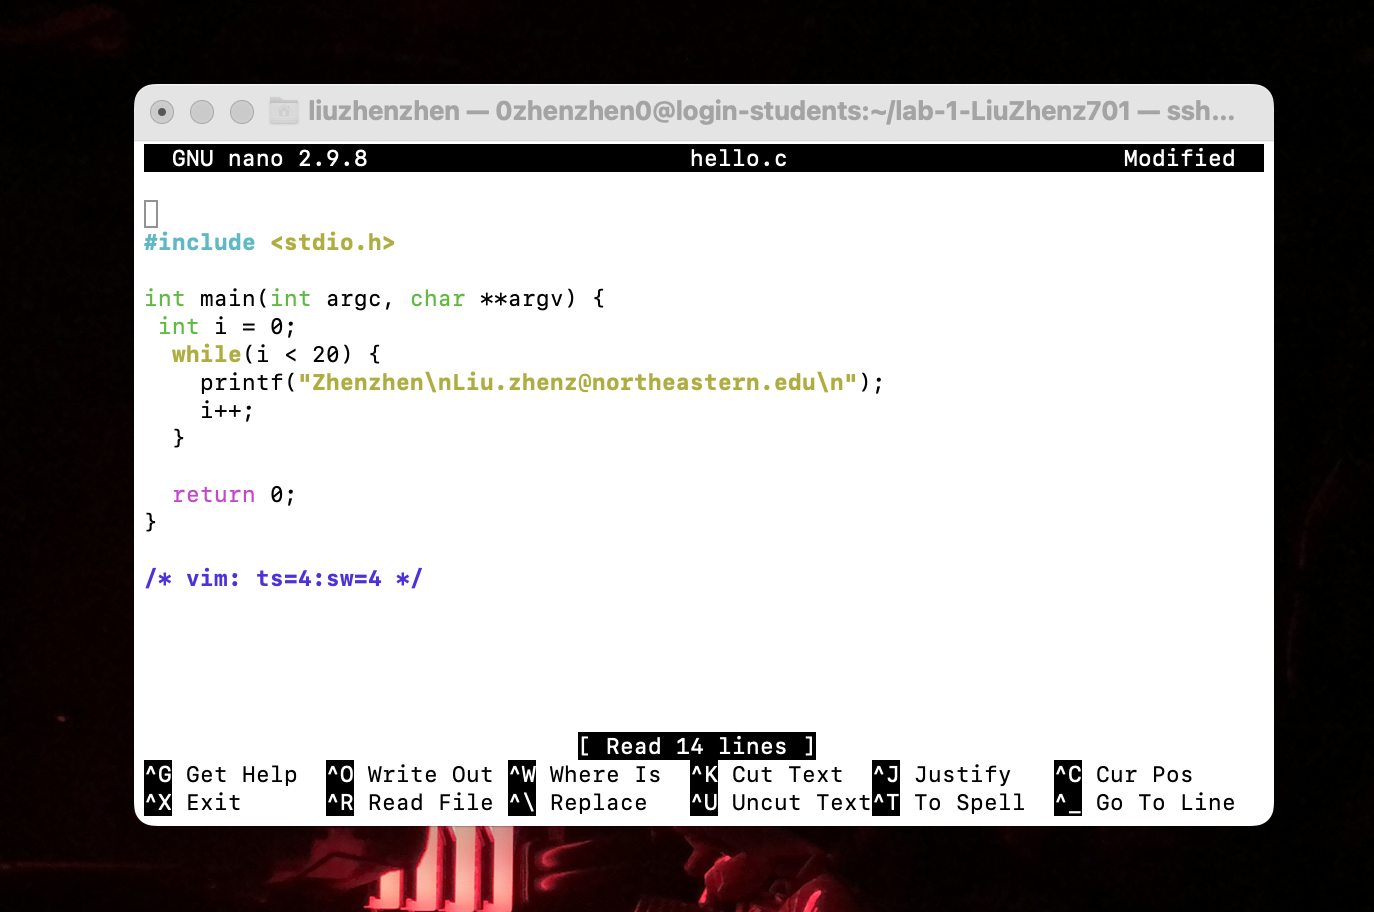 liuzhenzhen — 0zhenzhen0@login-students:~/lab-1-LiuZhenz701 — ssh...
GNU nano 2.9.8 hello.c Modified
#include <stdio.h>
int main(int argc, char **argv) {
 int i = 0;
  while(i < 20) {
    printf("Zhenzhen\nLiu.zhenz@northeastern.edu\n");
    i++;
  }
  return 0;
}
/* vim: ts=4:sw=4 */
[ Read 14 lines ]
^G Get Help ^O Write Out ^W Where Is ^K Cut Text ^J Justify ^C Cur Pos
^X Exit ^R Read File ^\ Replace ^U Uncut Text ^T To Spell ^_ Go To Line